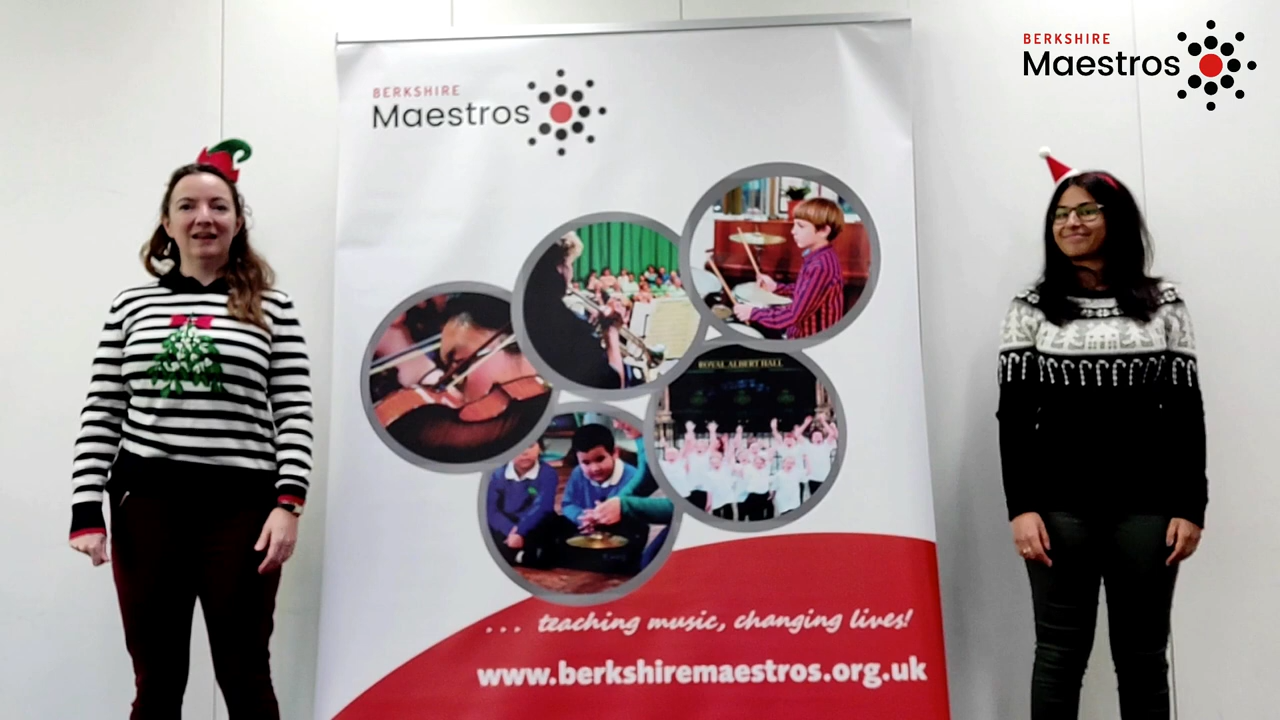 BERKSHIRE
Maestros
BERKSHIRE
Maestros
ROYAL ALBERT HALL
... teaching music, changing lives!
www.berkshiremaestros.org.uk